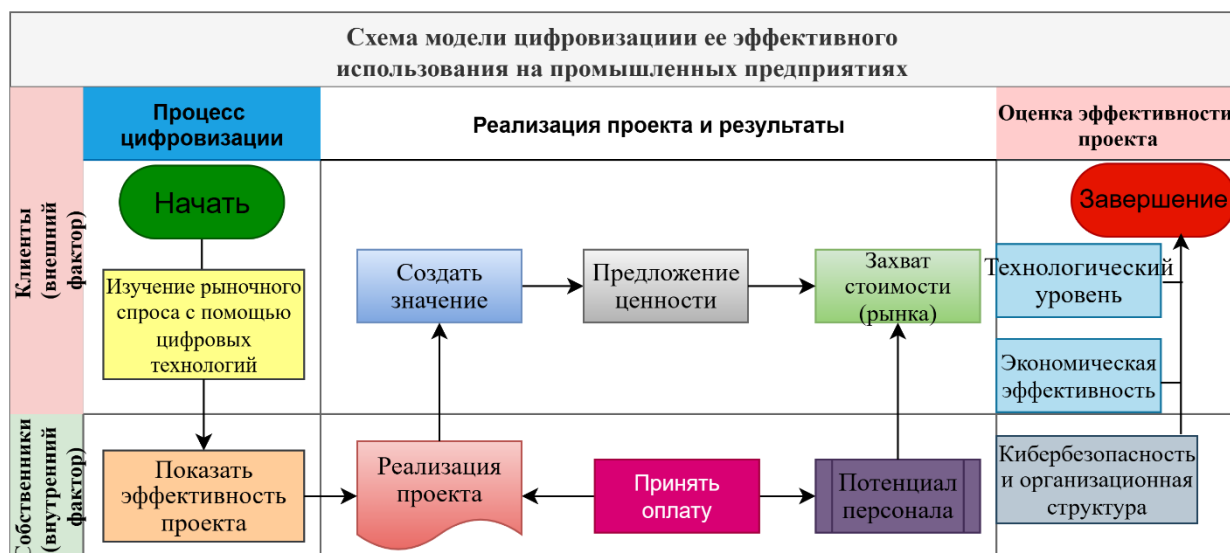 Схема модели цифровизациии ее эффективного
использования на промышленных предприятиях
Процесс
цифровизации
Реализация проекта и результаты
Оценка эффективности
проекта
Клиенты
(внешний
фактор)
Начать
Завершение
Изучение рыночного
спроса с помощью
цифровых
технологий
Создать
значение
Предложение
ценности
Захват
стоимости
(рынка)
Технологический
уровень
Экономическая
эффективность
Собственники
(внутренний
фактор)
Показать
эффективность
проекта
Реализация
проекта
Принять
оплату
Потенциал
персонала
Кибербезопасность
и организационная
структура